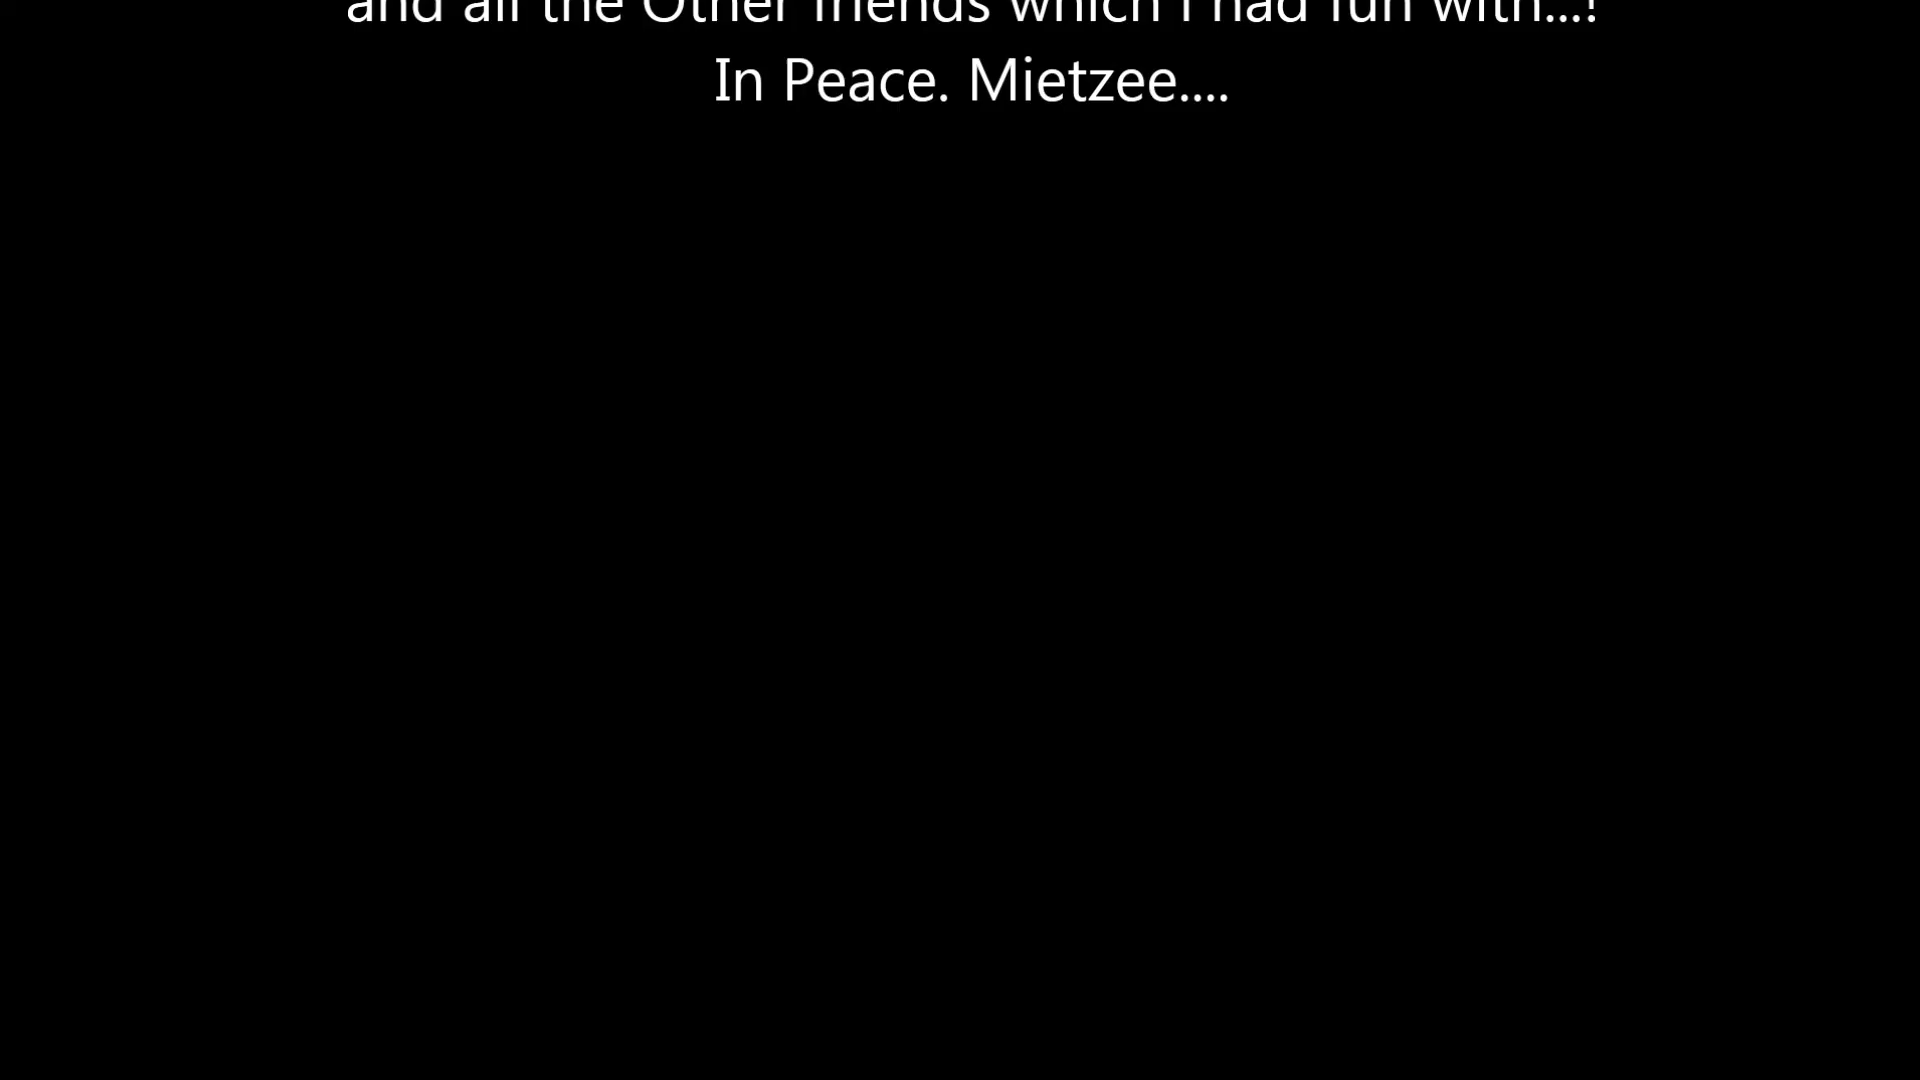 and all the Other friends which i had fun with...!
In Peace. Mietzee....